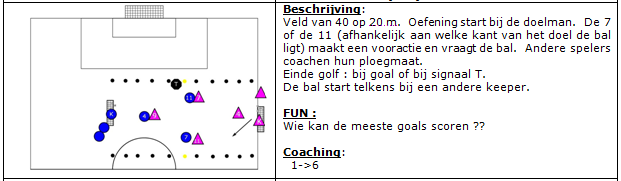 Beschrijving:
Veld van 40 op 20.m. Oefening start bij de doelman. De 7
of de 11 (afhankelijk aan welke kant van het doel de bal
ligt) maakt een vooractie en vraagt de bal. Andere spelers
coachen hun ploegmaat.
Einde golf : bij goal of bij signaal T.
De bal start telkens bij een andere keeper.
FUN :
Wie kan de meeste goals scoren ??
Coaching:
1->6
T
11
7